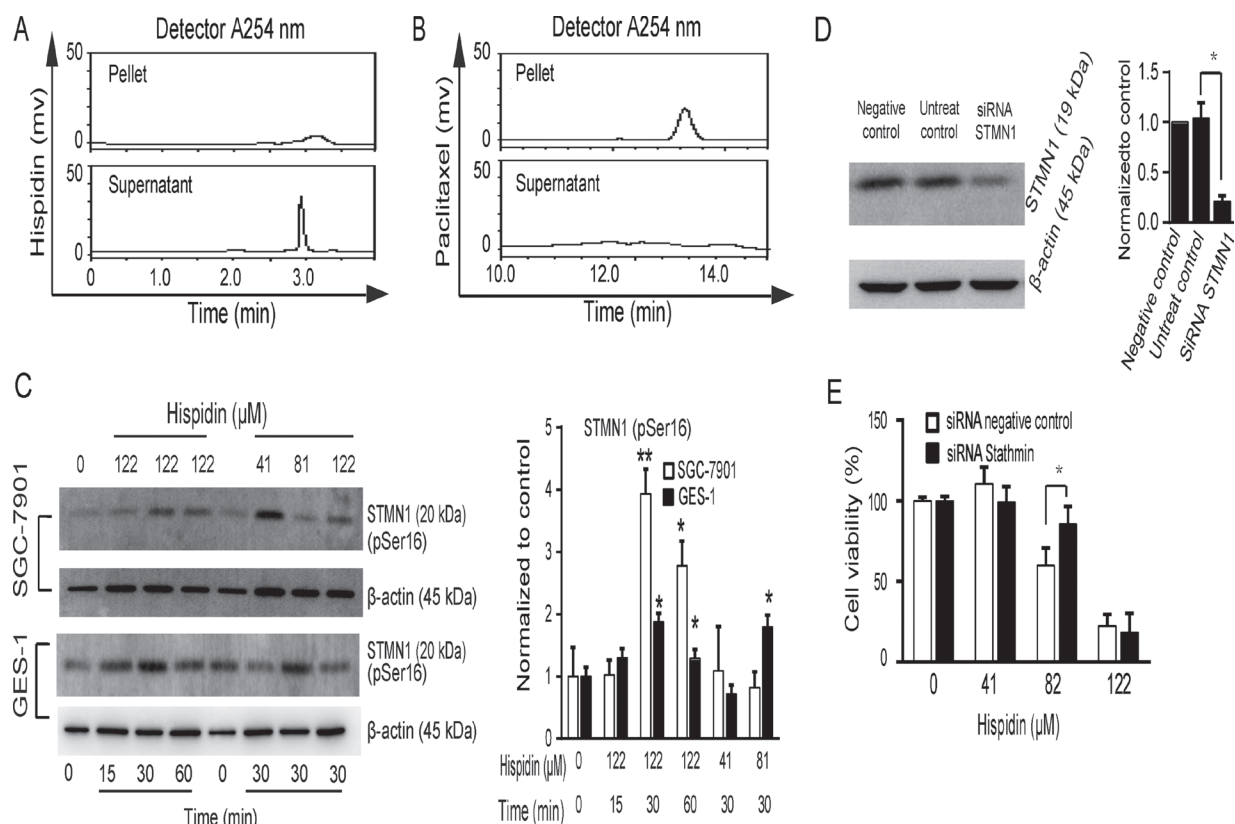 A
Detector A254 nm
Hispidin (mv)
50
Pellet
0
50
Supernatant
0
0 1.0 2.0 3.0
Time (min)
B
Detector A254 nm
Paclitaxel (mv)
50
Pellet
0
50
Supernatant
0
10.0 12.0 14.0
Time (min)
D
Negative control
Untreat control
siRNA STMN1
STMN1 (19 kDa)
β-actin (45 kDa)
Normalizedto control
1.5
1.0
0.5
0.0
*
Negative control
Untreat control
SiRNA STMN1
C
Hispidin (µM)
0 122 122 122 41 81 122
SGC-7901
STMN1 (20 kDa)
(pSer16)
β-actin (45 kDa)
GES-1
STMN1 (20 kDa)
(pSer16)
β-actin (45 kDa)
0 15 30 60 0 30 30 30
Time (min)
Normalized to control
5
4
3
2
1
0
STMN1 (pSer16)
SGC-7901
GES-1
** * * * *
Hispidin (µM) 0 122 122 122 41 81
Time (min) 0 15 30 60 30 30
E
Cell viability (%)
150
100
50
0
siRNA negative control
siRNA Stathmin
*
0 41 82 122
Hispidin (µM)